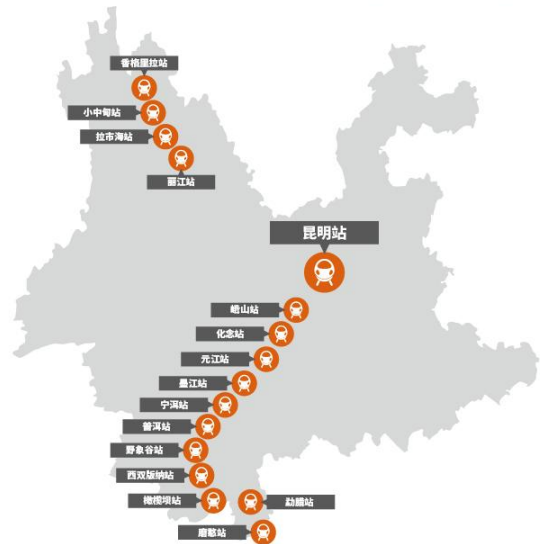 香格里拉站
小中甸站
拉市海站
丽江站
昆明站
峨山站
化念站
元江站
墨江站
宁洱站
普洱站
野象谷站
西双版纳站
橄榄坝站
勐腊站
磨憨站